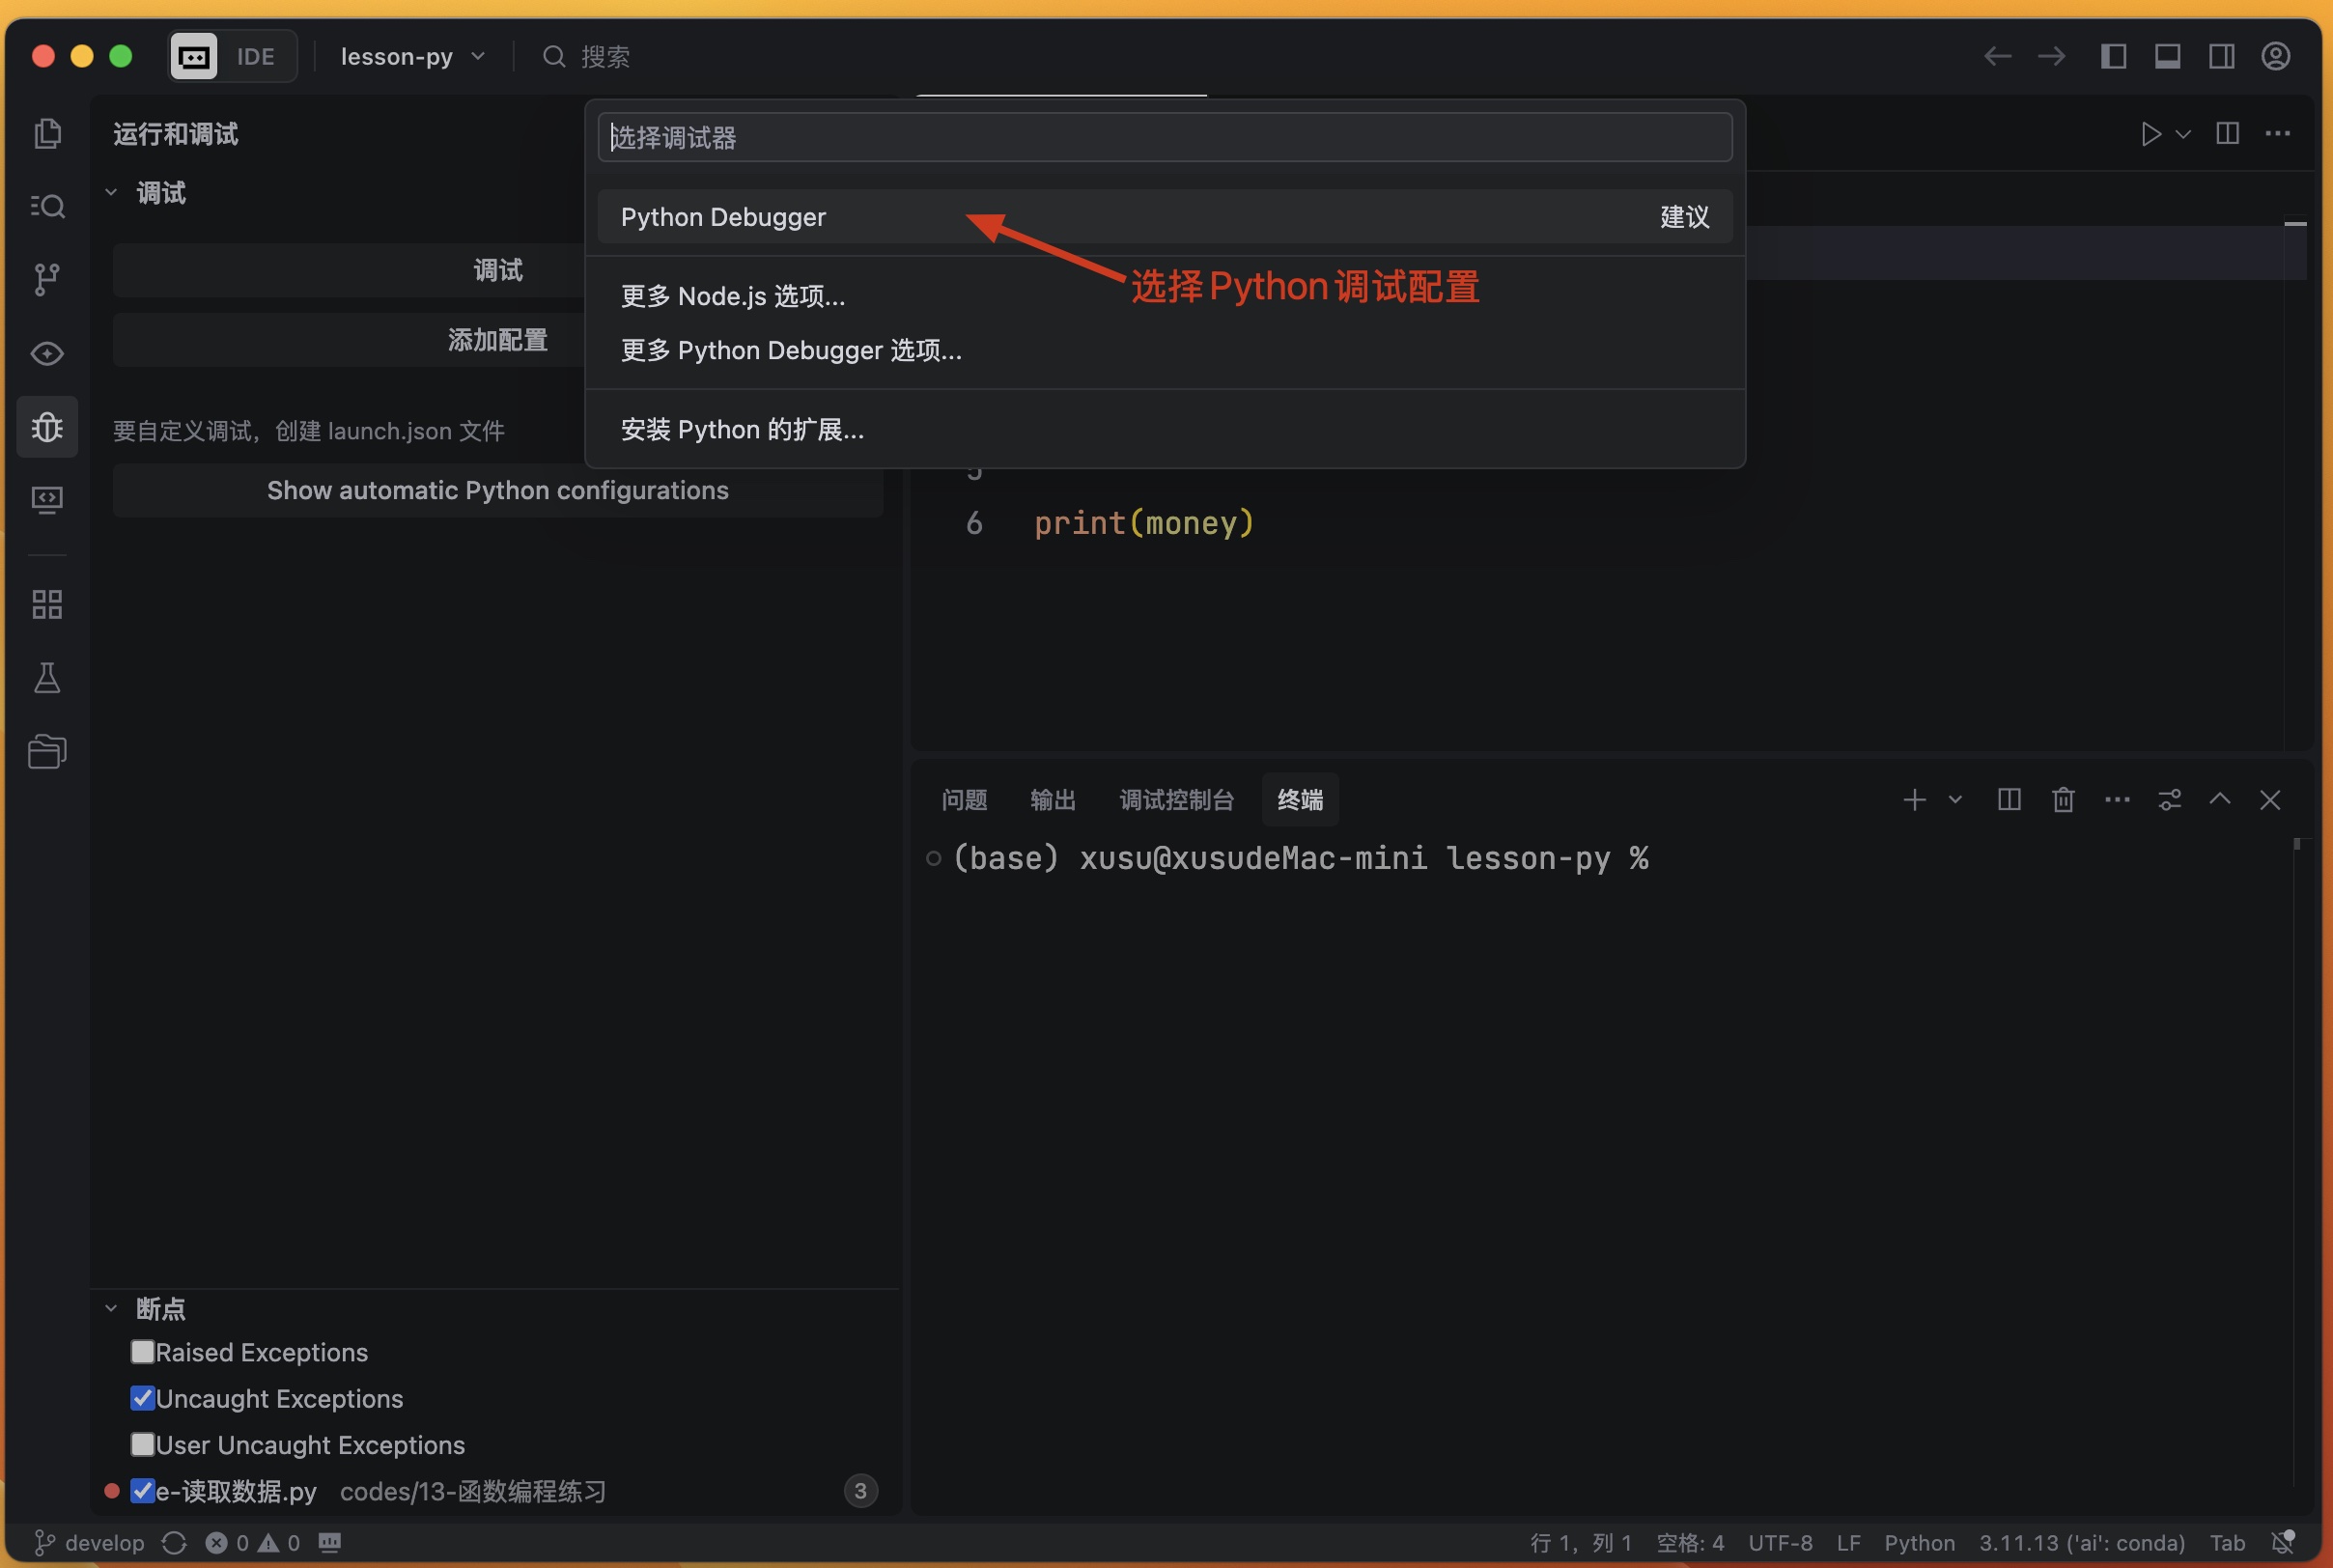 IDE
lesson-py
搜索
运行和调试
选择调试器
调试
Python Debugger
建议
调试
更多 Node.js 选项...
选择Python调试配置
添加配置
更多 Python Debugger 选项...
要自定义调试，创建 launch.json 文件
安装 Python 的扩展...
Show automatic Python configurations
5
6 print(money)
问题 输出 调试控制台 终端
(base) xusu@xusudeMac-mini lesson-py %
断点
Raised Exceptions
Uncaught Exceptions
User Uncaught Exceptions
e-读取数据.py codes/13-函数编程练习 3
develop 0 0 行 1，列 1 空格: 4 UTF-8 LF Python 3.11.13 ('ai': conda) Tab